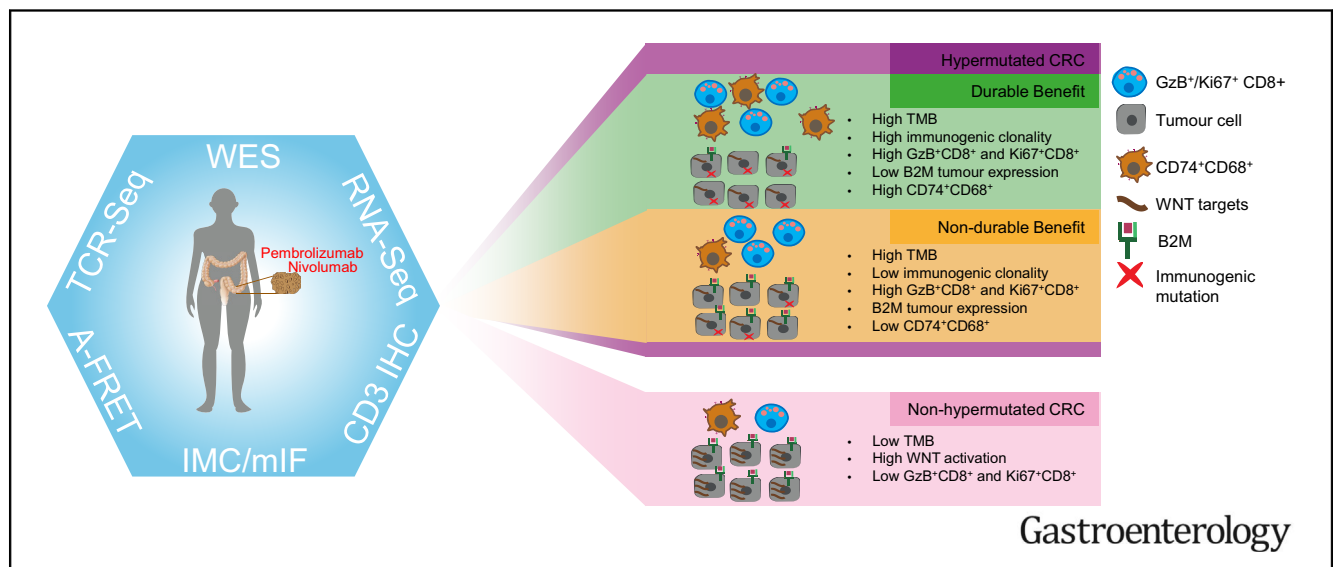 WES
TCR-Seq
RNA-Seq
Pembrolizumab
Nivolumab
A-FRET
CD3 IHC
IMC/mIF
Hypermutated CRC
Durable Benefit
• High TMB
• High immunogenic clonality
• High GzB⁺CD8⁺ and Ki67⁺CD8⁺
• Low B2M tumour expression
• High CD74⁺CD68⁺
Non-durable Benefit
• High TMB
• Low immunogenic clonality
• High GzB⁺CD8⁺ and Ki67⁺CD8⁺
• B2M tumour expression
• Low CD74⁺CD68⁺
Non-hypermutated CRC
• Low TMB
• High WNT activation
• Low GzB⁺CD8⁺ and Ki67⁺CD8⁺
GzB⁺/Ki67⁺ CD8+
Tumour cell
CD74⁺CD68⁺
WNT targets
B2M
Immunogenic
mutation
Gastroenterology